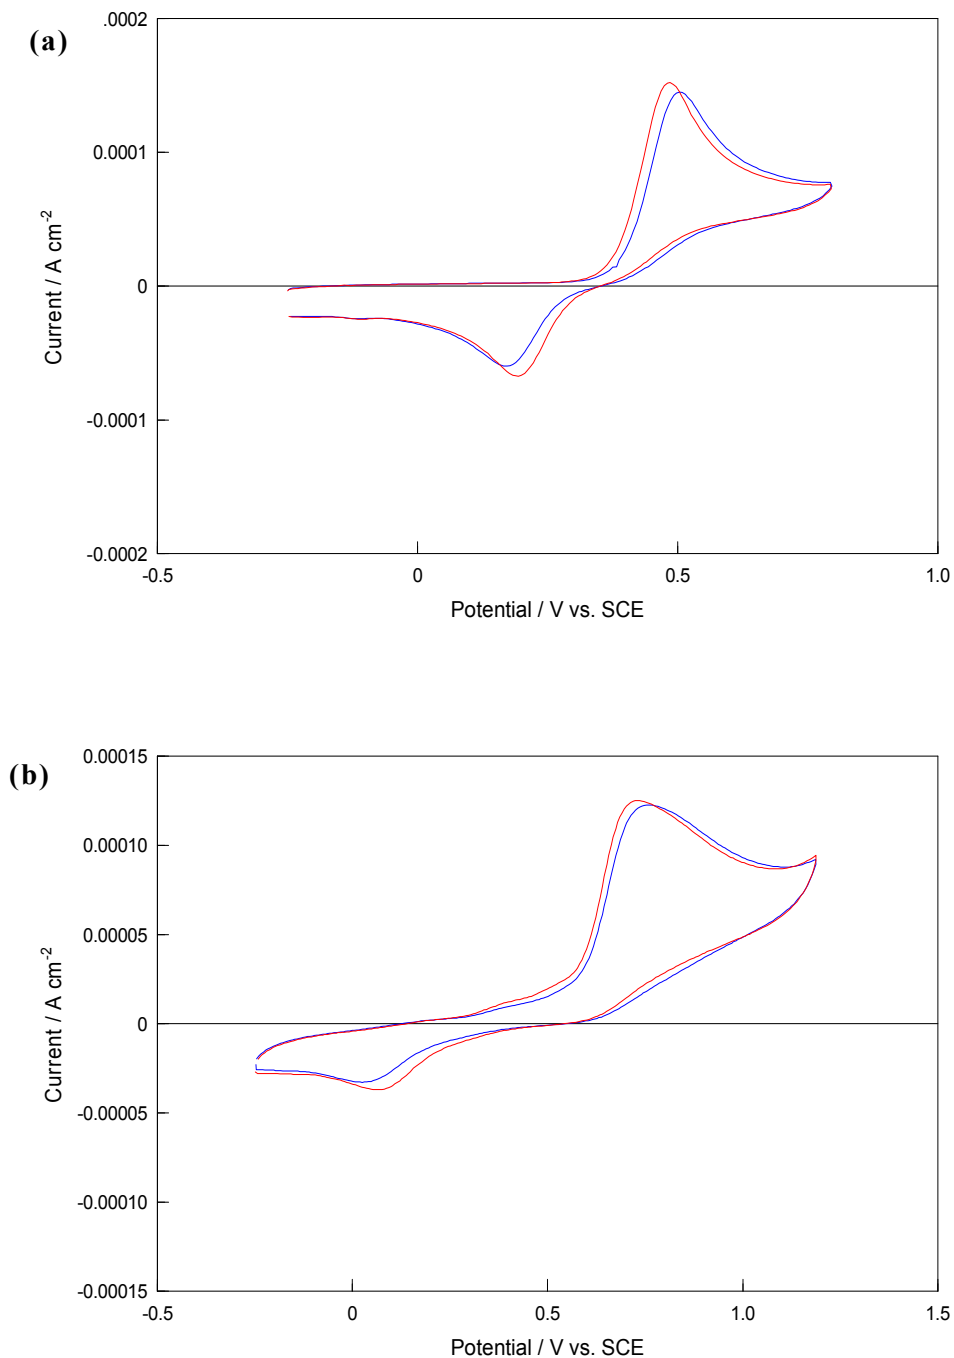 (a)
.0002
0.0001
0
-0.0001
-0.0002
Current / A cm-2
-0.5 0 0.5 1.0
Potential / V vs. SCE
(b)
0.00015
0.00010
0.00005
0
-0.00005
-0.00010
-0.00015
Current / A cm-2
-0.5 0 0.5 1.0 1.5
Potential / V vs. SCE